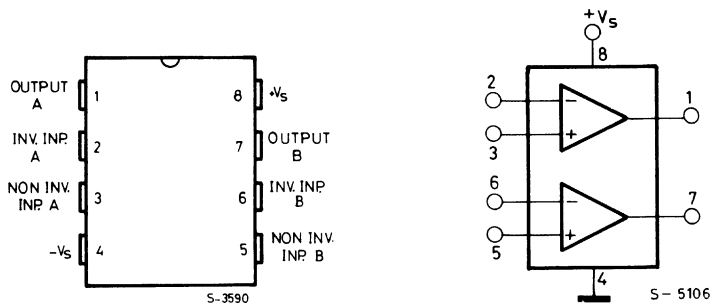 OUTPUT
A
1
8
+Vs
INV. INP.
A
2
7
OUTPUT
B
NON INV.
INP. A
3
6
INV. INP.
B
-Vs
4
5
NON INV.
INP. B
S-3590
+Vs
8
2
-
1
3
+
6
-
7
5
+
4
S-5106